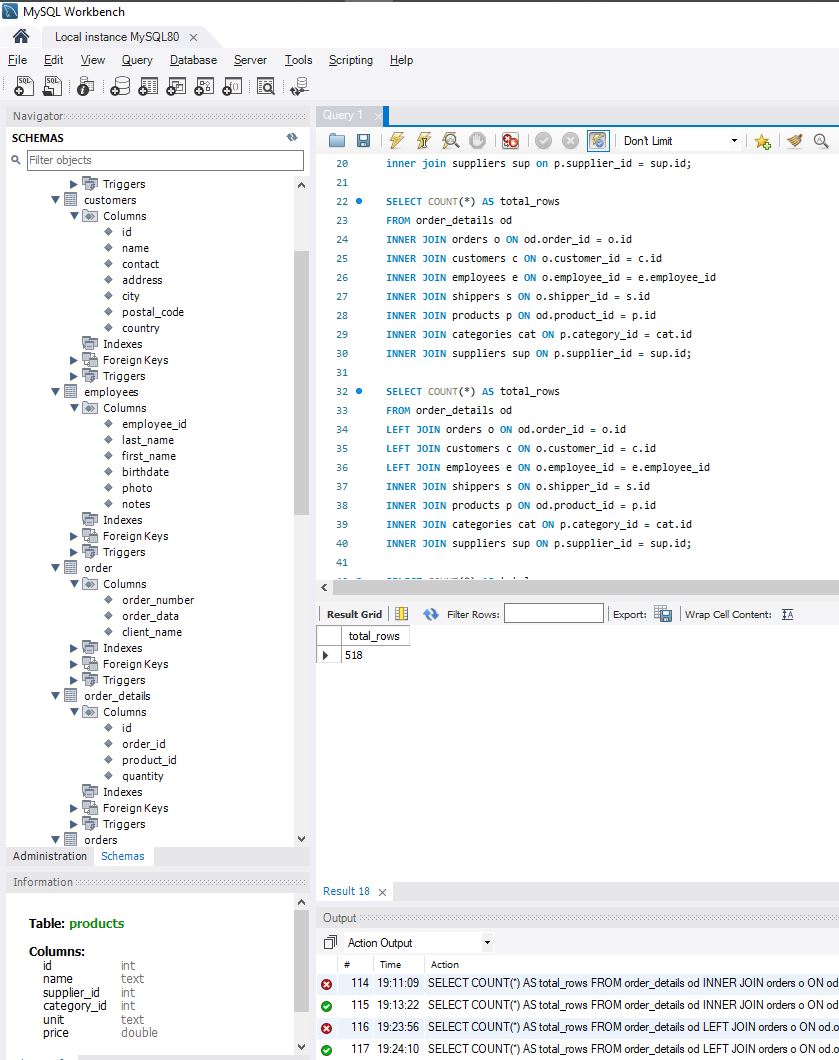 MySQL Workbench
Local instance MySQL80
File Edit View Query Database Server Tools Scripting Help
Navigator
SCHEMAS
Filter objects
Triggers
customers
Columns
id
name
contact
address
city
postal_code
country
Indexes
Foreign Keys
Triggers
employees
Columns
employee_id
last_name
first_name
birthdate
photo
notes
Indexes
Foreign Keys
Triggers
order
Columns
order_number
order_data
client_name
Indexes
Foreign Keys
Triggers
order_details
Columns
id
order_id
product_id
quantity
Indexes
Foreign Keys
Triggers
orders
Administration Schemas
Information
Table: products
Columns:
id int
name text
supplier_id int
category_id int
unit text
price double
Query 1
Don't Limit
20 inner join suppliers sup on p.supplier_id = sup.id;
21
22 SELECT COUNT(*) AS total_rows
23 FROM order_details od
24 INNER JOIN orders o ON od.order_id = o.id
25 INNER JOIN customers c ON o.customer_id = c.id
26 INNER JOIN employees e ON o.employee_id = e.employee_id
27 INNER JOIN shippers s ON o.shipper_id = s.id
28 INNER JOIN products p ON od.product_id = p.id
29 INNER JOIN categories cat ON p.category_id = cat.id
30 INNER JOIN suppliers sup ON p.supplier_id = sup.id;
31
32 SELECT COUNT(*) AS total_rows
33 FROM order_details od
34 LEFT JOIN orders o ON od.order_id = o.id
35 LEFT JOIN customers c ON o.customer_id = c.id
36 LEFT JOIN employees e ON o.employee_id = e.employee_id
37 INNER JOIN shippers s ON o.shipper_id = s.id
38 INNER JOIN products p ON od.product_id = p.id
39 INNER JOIN categories cat ON p.category_id = cat.id
40 INNER JOIN suppliers sup ON p.supplier_id = sup.id;
41
Result Grid Filter Rows: Export: Wrap Cell Content:
total_rows
518
Result 18
Output
Action Output
# Time Action
114 19:11:09 SELECT COUNT(*) AS total_rows FROM order_details od INNER JOIN orders o ON od
115 19:13:22 SELECT COUNT(*) AS total_rows FROM order_details od INNER JOIN orders o ON od
116 19:23:56 SELECT COUNT(*) AS total_rows FROM order_details od LEFT JOIN orders o ON od.o
117 19:24:10 SELECT COUNT(*) AS total_rows FROM order_details od LEFT JOIN orders o ON od.o